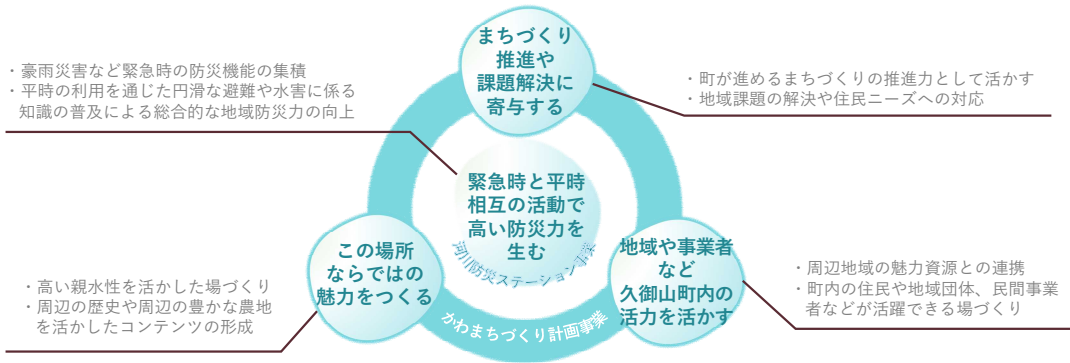 まちづくり
推進や
課題解決に
寄与する
・豪雨災害など緊急時の防災機能の集積
・平時の利用を通じた円滑な避難や水害に係る
知識の普及による総合的な地域防災力の向上
・町が進めるまちづくりの推進力として活かす
・地域課題の解決や住民ニーズへの対応
緊急時と平時
相互の活動で
高い防災力を
生む
河川防災ステーション事業
この場所
ならではの
魅力をつくる
地域や事業者
など
久御山町内の
活力を活かす
・高い親水性を活かした場づくり
・周辺の歴史や周辺の豊かな農地
を活かしたコンテンツの形成
・周辺地域の魅力資源との連携
・町内の住民や地域団体、民間事業
者などが活躍できる場づくり
かわまちづくり計画事業